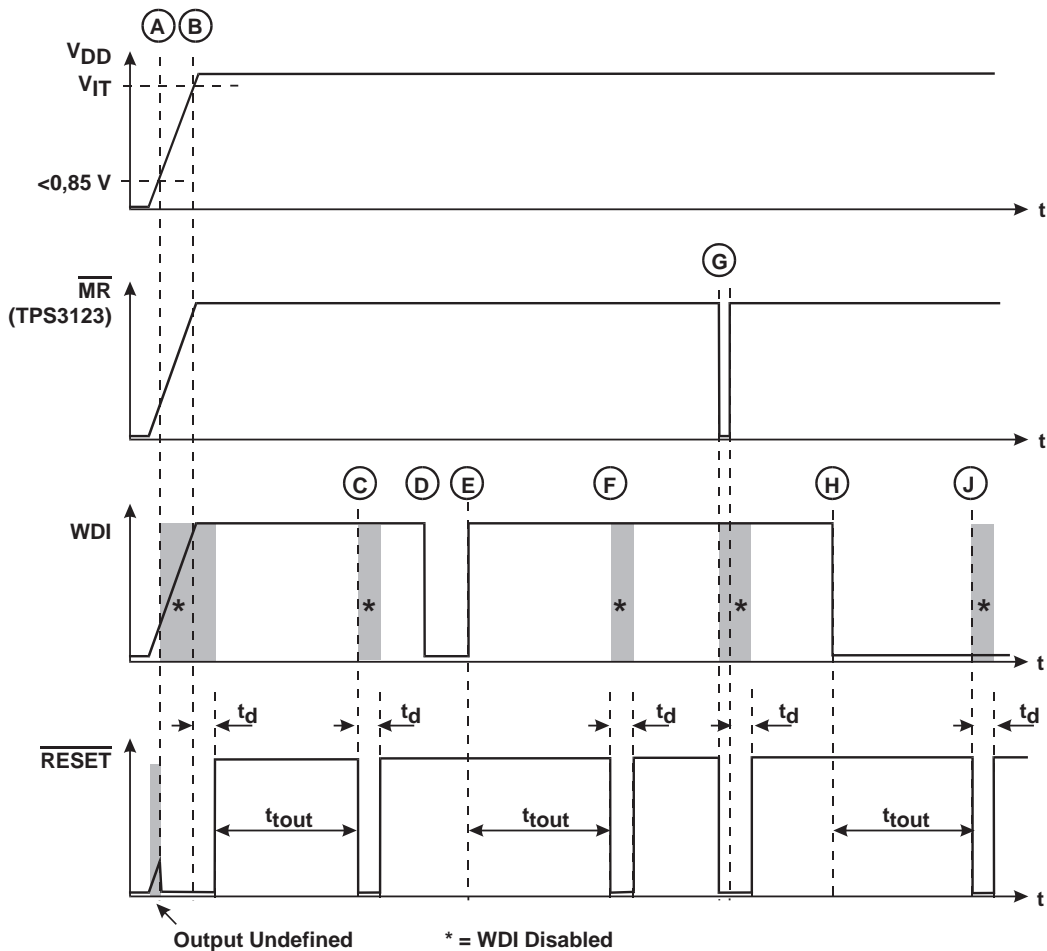 A B
VDD
VIT
<0,85 V
t
G
MR
(TPS3123)
t
C D E F H J
WDI
* * * * *
t
td td td td td
RESET
ttout ttout ttout
t
Output Undefined * = WDI Disabled